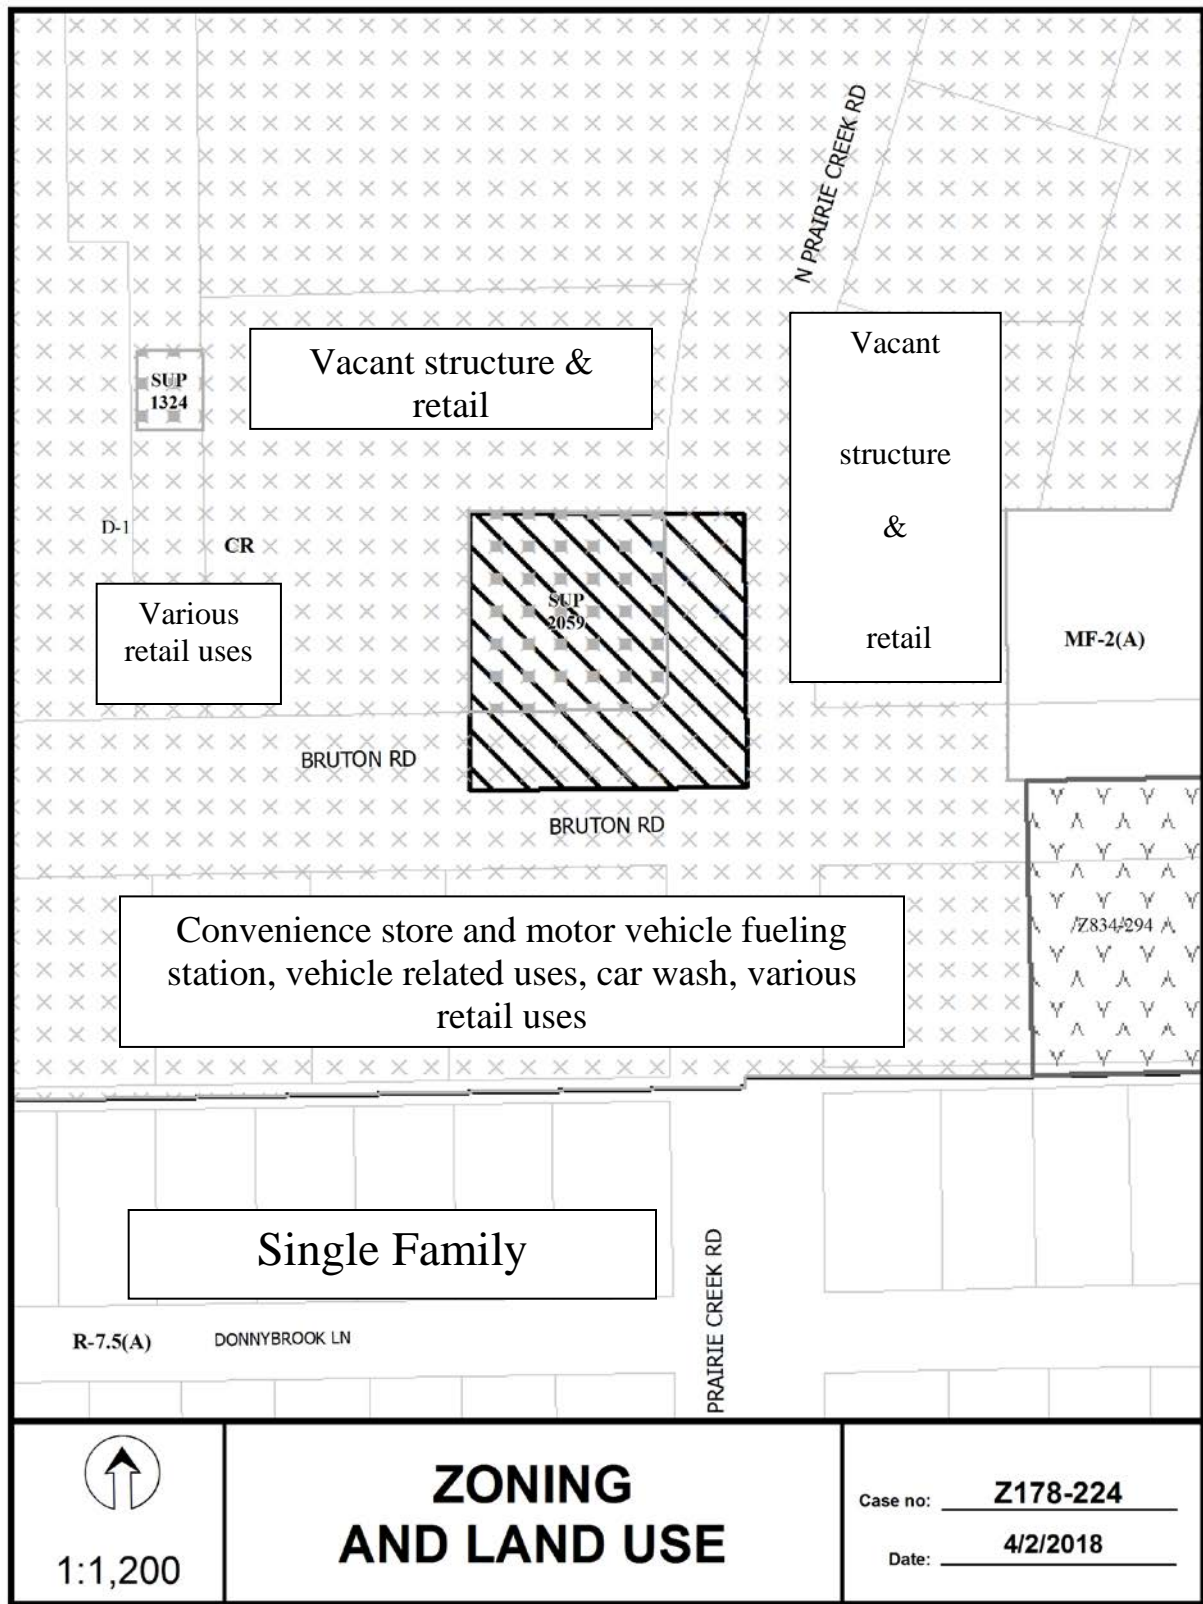 N PRAIRIE CREEK RD
SUP
1324
Vacant structure &
retail
Vacant
structure
&
retail
D-1
CR
Various
retail uses
SUP
2059
MF-2(A)
BRUTON RD
BRUTON RD
Convenience store and motor vehicle fueling
station, vehicle related uses, car wash, various
retail uses
Z834-294
Single Family
PRAIRIE CREEK RD
R-7.5(A)
DONNYBROOK LN
1:1,200
ZONING
AND LAND USE
Case no: Z178-224
Date: 4/2/2018